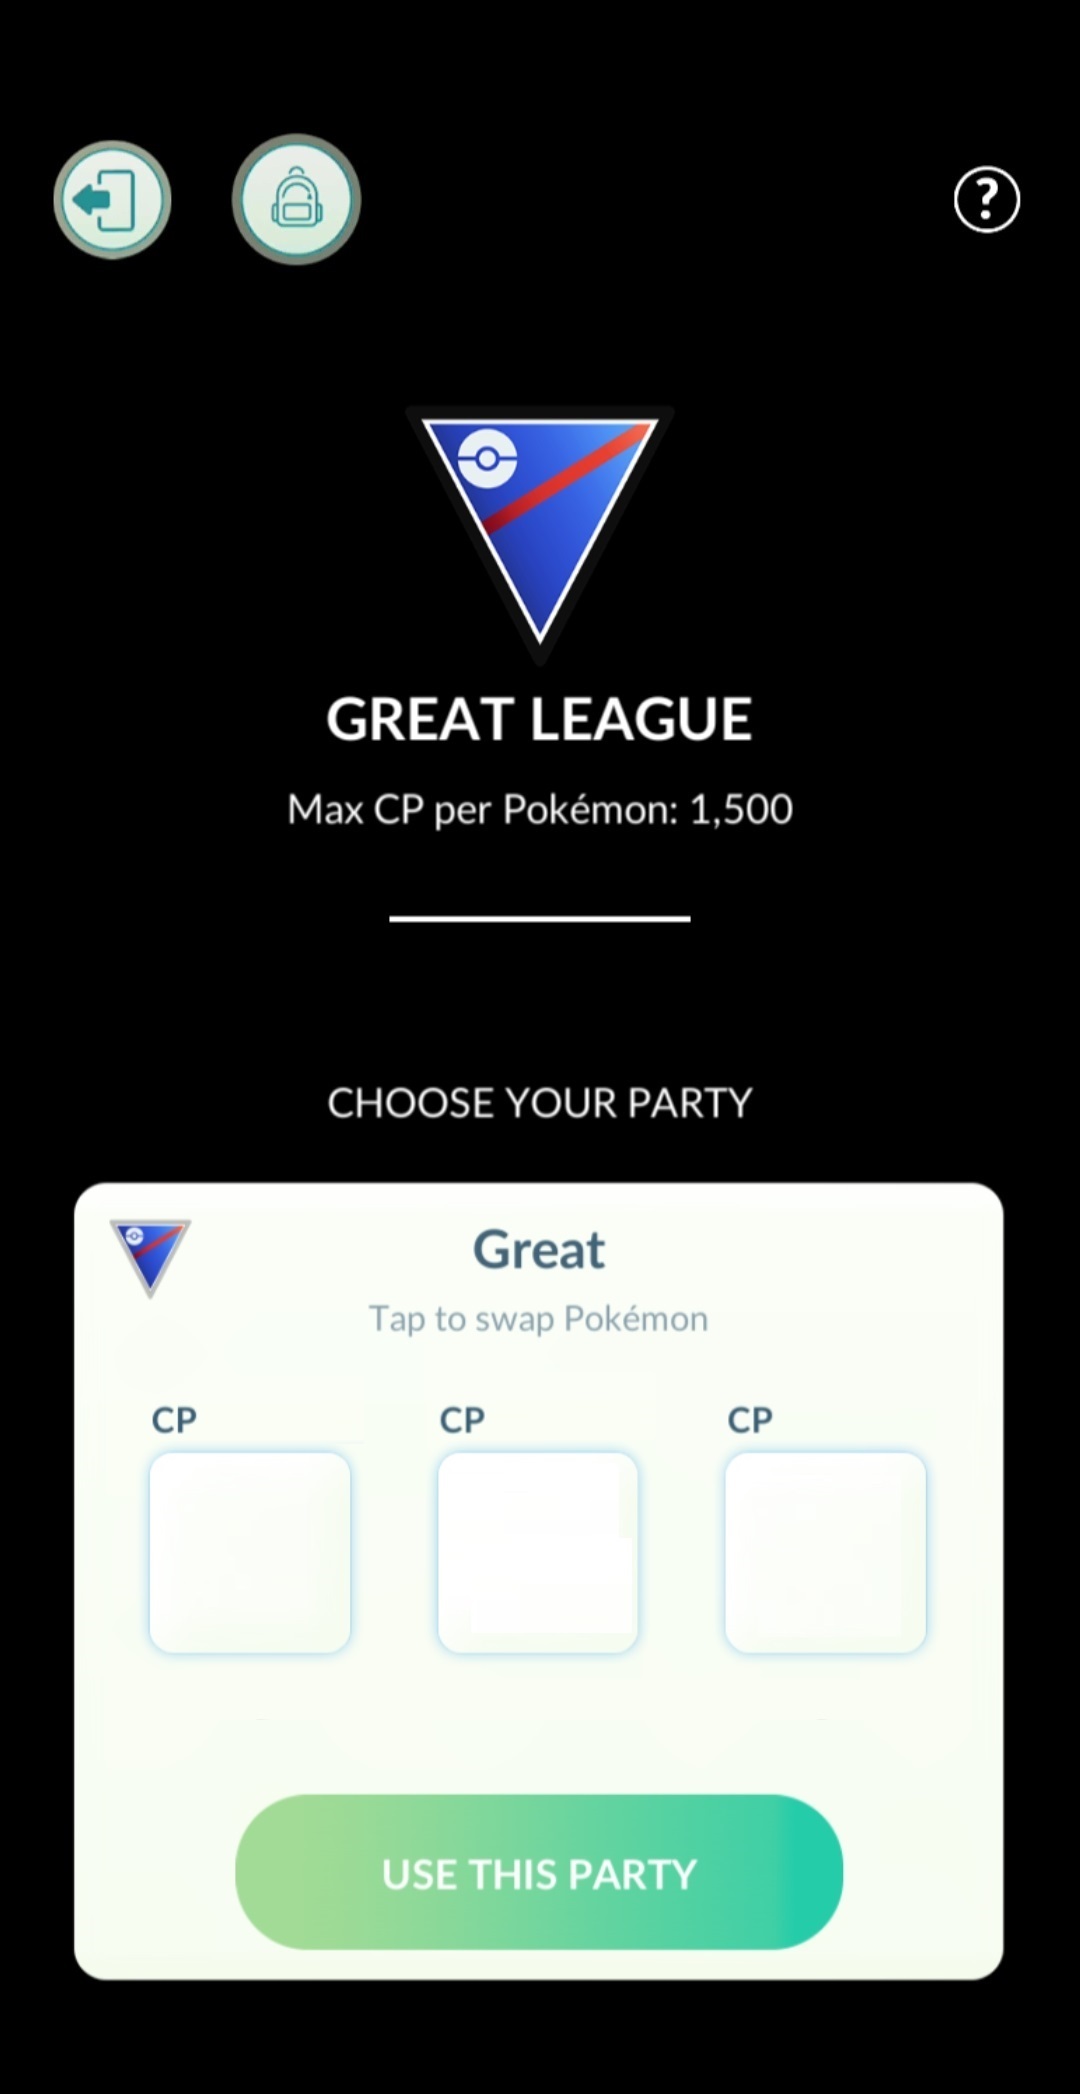 ?
GREAT LEAGUE
Max CP per Pokémon: 1,500
CHOOSE YOUR PARTY
Great
Tap to swap Pokémon
CP CP CP
USE THIS PARTY